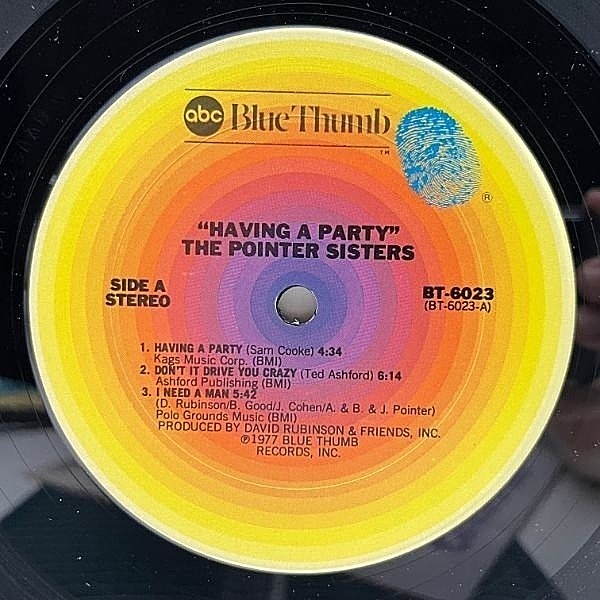 abc Blue Thumb
TM
®
"HAVING A PARTY"
THE POINTER SISTERS
SIDE A
STEREO
BT-6023
(BT-6023-A)
1. HAVING A PARTY (Sam Cooke) 4:34
Kags Music Corp. (BMI)
2. DON'T IT DRIVE YOU CRAZY (Ted Ashford) 6:14
Ashford Publishing (BMI)
3. I NEED A MAN 5:42
(D. Rubinson/B. Good/J. Cohen/A. & B. & J. Pointer)
Polo Grounds Music (BMI)
PRODUCED BY DAVID RUBINSON & FRIENDS, INC.
℗1977 BLUE THUMB
RECORDS, INC.